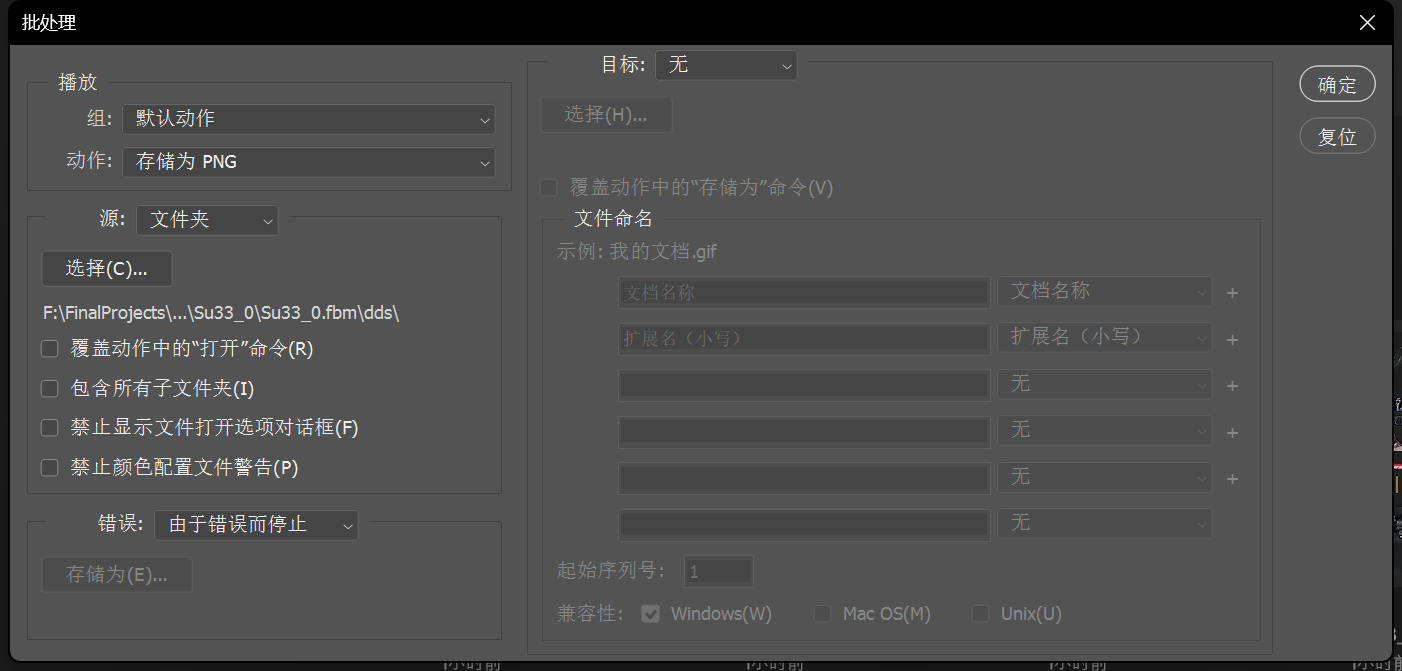 批处理
播放
组: 默认动作
动作: 存储为 PNG
源: 文件夹
选择(C)...
F:\FinalProjects\...\Su33_0\Su33_0.fbm\dds\
覆盖动作中的“打开”命令(R)
包含所有子文件夹(I)
禁止显示文件打开选项对话框(F)
禁止颜色配置文件警告(P)
错误: 由于错误而停止
存储为(E)...
目标: 无
选择(H)...
覆盖动作中的“存储为”命令(V)
文件命名
示例: 我的文档.gif
文档名称 文档名称 +
扩展名（小写） 扩展名（小写） +
无 +
无 +
无 +
无
起始序列号: 1
兼容性: Windows(W) Mac OS(M) Unix(U)
确定
复位